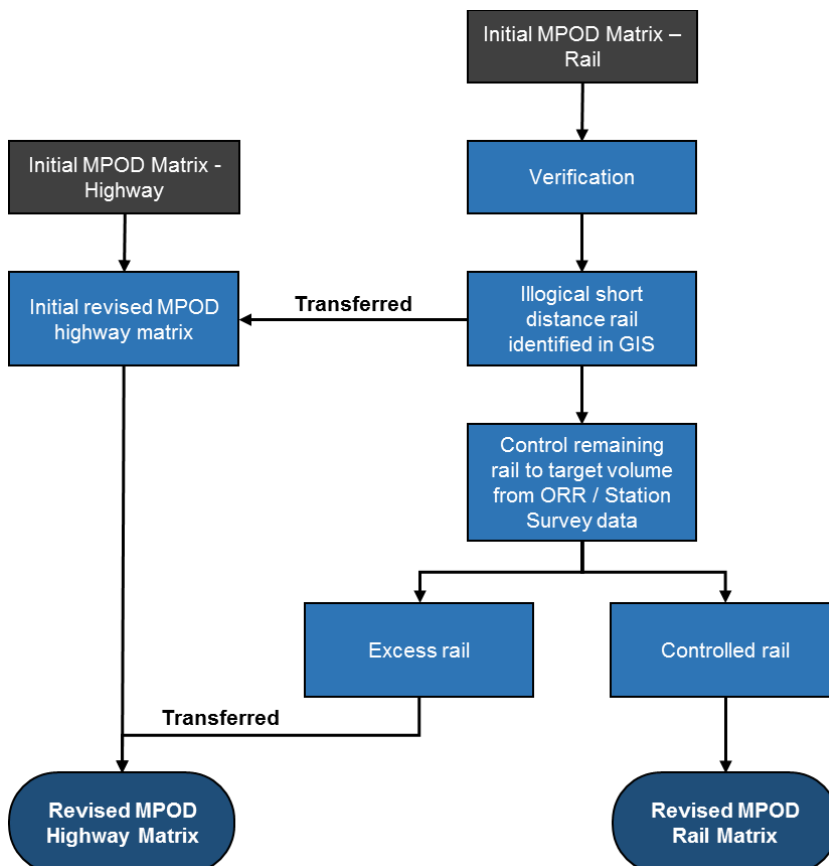 Initial MPOD Matrix –
Rail
Initial MPOD Matrix -
Highway
Verification
Initial revised MPOD
highway matrix
Transferred
Illogical short
distance rail
identified in GIS
Control remaining
rail to target volume
from ORR / Station
Survey data
Excess rail
Controlled rail
Transferred
Revised MPOD
Highway Matrix
Revised MPOD
Rail Matrix